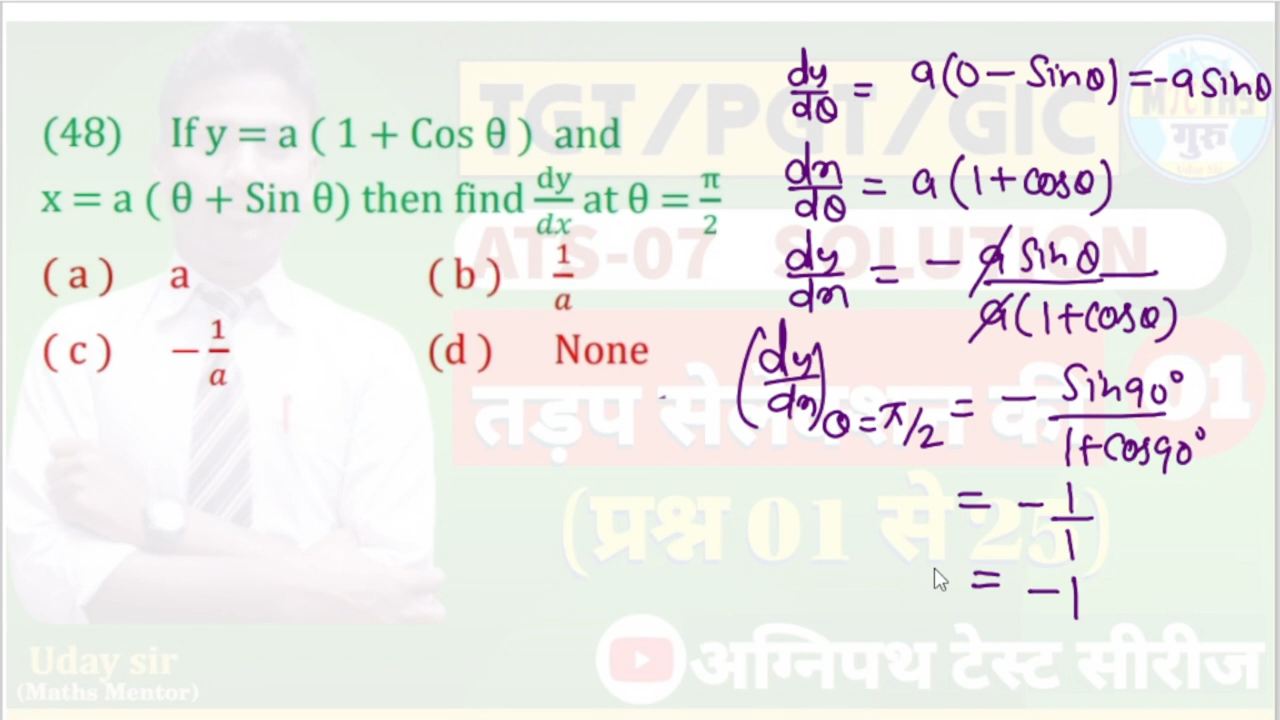 (48) If y = a ( 1 + Cos θ ) and
x = a ( θ + Sin θ) then find dy/dx at θ = π/2
( a ) a ( b ) 1/a
( c ) − 1/a (d ) None
dy/dθ = a(0 − Sinθ) = -a sinθ
dx/dθ = a(1+cosθ)
dy/dx = − a sinθ / a(1+cosθ)
(dy/dx)θ=π/2 = − Sin90° / 1+Cos90°
= − 1/1
= −1
TGT/PGT/GIC
गुरु
ATS-07 SOLUTION
तड़प सेलेक्शन की 01
(प्रश्न 01 से 25)
Uday sir
(Maths Mentor)
अग्निपथ टेस्ट सीरीज